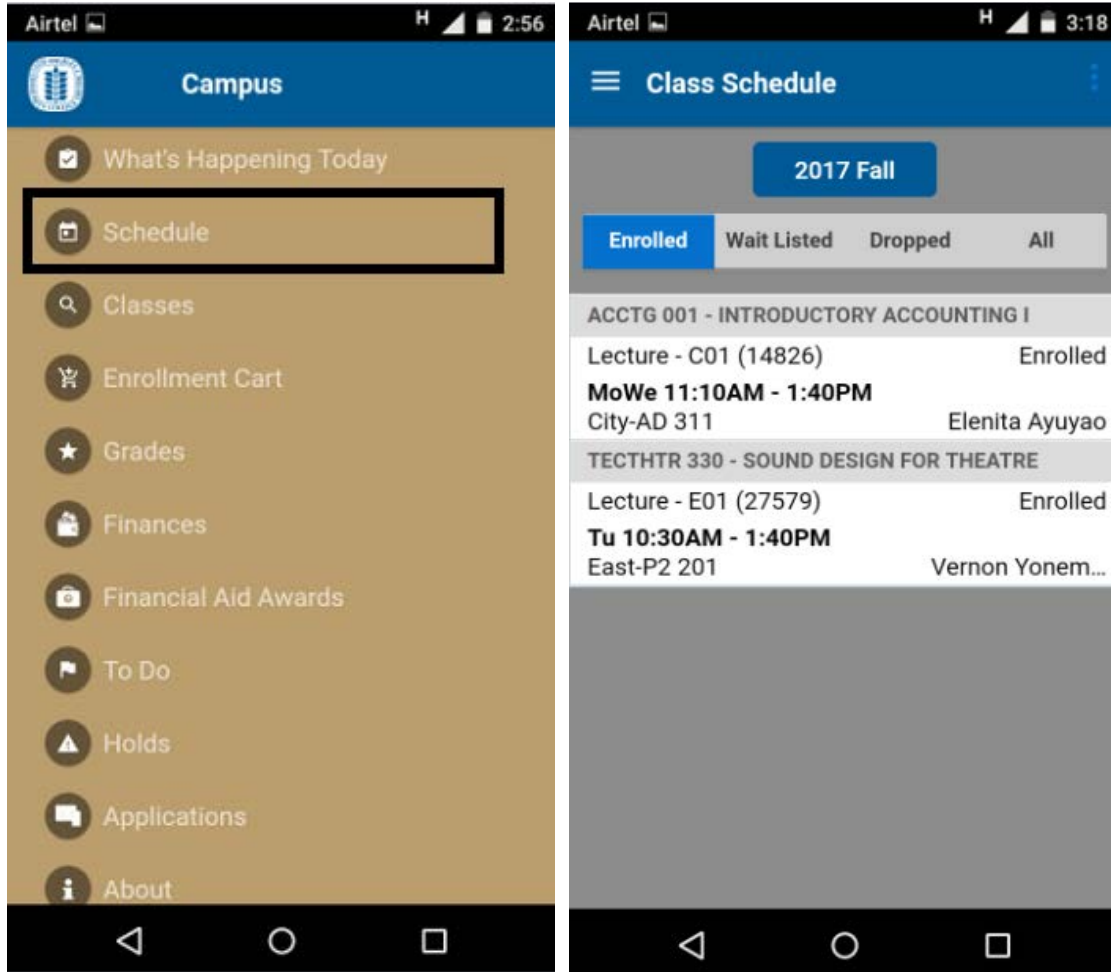 Airtel H 2:56
Campus
What's Happening Today
Schedule
Classes
Enrollment Cart
Grades
Finances
Financial Aid Awards
To Do
Holds
Applications
About
Airtel H 3:18
Class Schedule
2017 Fall
Enrolled Wait Listed Dropped All
ACCTG 001 - INTRODUCTORY ACCOUNTING I
Lecture - C01 (14826) Enrolled
MoWe 11:10AM - 1:40PM
City-AD 311 Elenita Ayuyao
TECTHTR 330 - SOUND DESIGN FOR THEATRE
Lecture - E01 (27579) Enrolled
Tu 10:30AM - 1:40PM
East-P2 201 Vernon Yonem...